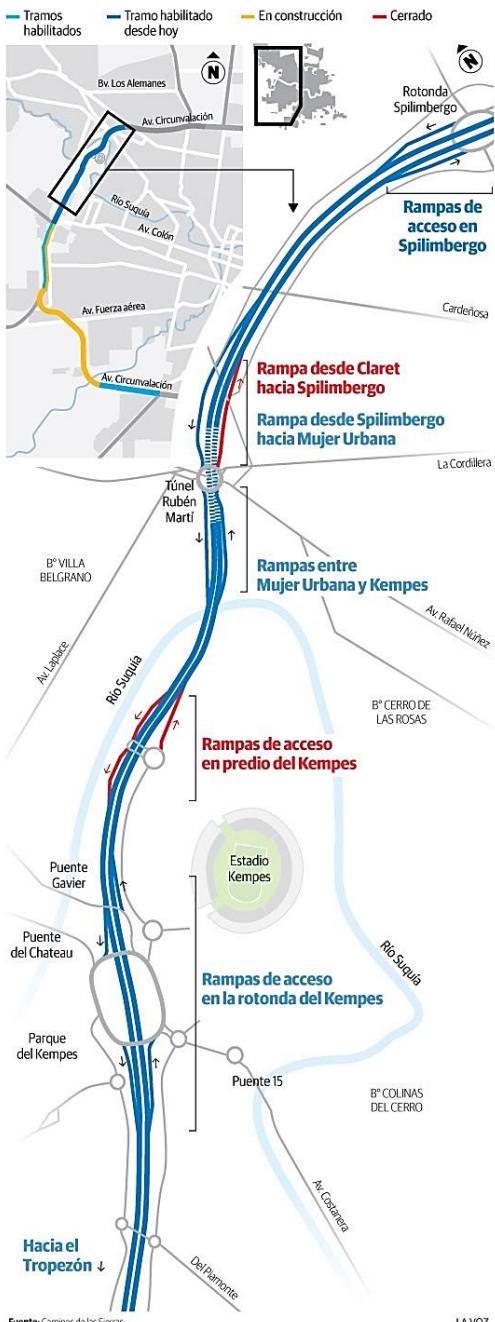 Tramos
habilitados
Tramo habilitado
desde hoy
En construcción
Cerrado
N
Bv. Los Alemanes
Av. Circunvalación
Río Suquía
Av. Colón
Av. Fuerza aérea
Av. Circunvalación
N
Rotonda
Spilimbergo
Rampas de
acceso en
Spilimbergo
Cardeñosa
Rampa desde Claret
hacia Spilimbergo
Rampa desde Spilimbergo
hacia Mujer Urbana
La Cordillera
Túnel
Rubén
Martí
B° VILLA
BELGRANO
Rampas entre
Mujer Urbana y Kempes
Av. Laplace
Av. Rafael Núñez
Río Suquía
B° CERRO DE
LAS ROSAS
Rampas de acceso
en predio del Kempes
Estadio
Kempes
Puente
Gavier
Puente
del Chateau
Río Suquía
Rampas de acceso
en la rotonda del Kempes
Parque
del Kempes
Puente 15
B° COLINAS
DEL CERRO
Av. Costanera
Hacia el
Tropezón
Del Piamonte
Fuente: Caminos de las Sierras
LA VOZ